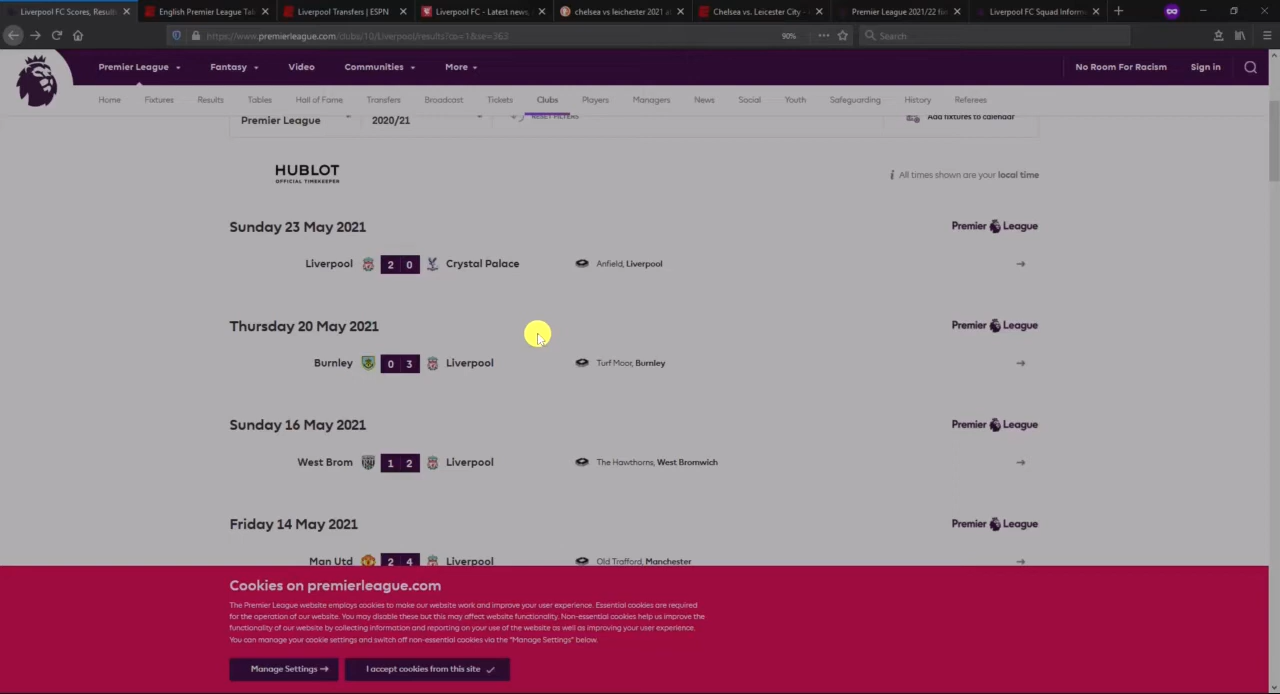 Liverpool FC Scores, Result
English Premier League Tab
Liverpool Transfers | ESPN
Liverpool FC - Latest news,
chelsea vs leichester 2021 at
Chelsea vs. Leicester City -
Premier League 2021/22 fix
Liverpool FC Squad Inform
https://www.premierleague.com/clubs/10/Liverpool/results?co=1&se=363
90%
Search
Premier League
Fantasy
Video
Communities
More
No Room For Racism
Sign in
Home
Fixtures
Results
Tables
Hall of Fame
Transfers
Broadcast
Tickets
Clubs
Players
Managers
News
Social
Youth
Safeguarding
History
Referees
Premier League
2020/21
RESET FILTERS
Add fixtures to calendar
HUBLOT
OFFICIAL TIMEKEEPER
i All times shown are your local time
Sunday 23 May 2021
Premier League
Liverpool 2 0 Crystal Palace
Anfield, Liverpool
Thursday 20 May 2021
Premier League
Burnley 0 3 Liverpool
Turf Moor, Burnley
Sunday 16 May 2021
Premier League
West Brom 1 2 Liverpool
The Hawthorns, West Bromwich
Friday 14 May 2021
Premier League
Man Utd 2 4 Liverpool
Old Trafford, Manchester
Cookies on premierleague.com
The Premier League website employs cookies to make our website work and improve your user experience. Essential cookies are required
for the operation of our website. You may disable these but this may affect website functionality. Non-essential cookies help us improve the
functionality of our website by collecting information and reporting on your use of the website as well as improving your user experience.
You can manage your cookie settings and switch off non-essential cookies via the "Manage Settings" below.
Manage Settings →
I accept cookies from this site ✓